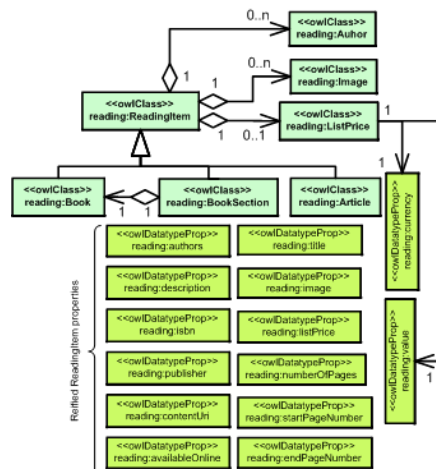 0..n
<<owlClass>>
reading:Auhor
1
<<owlClass>>
reading:ReadingItem
1
0..n
<<owlClass>>
reading:Image
1
0..1
<<owlClass>>
reading:ListPrice
1
1
<<owlClass>>
reading:Book
1
1
<<owlClass>>
reading:BookSection
<<owlClass>>
reading:Article
<<owlDatatypeProp>>
reading:currency
Reified ReadingItem properties
<<owlDatatypeProp>>
reading:authors
<<owlDatatypeProp>>
reading:title
<<owlDatatypeProp>>
reading:description
<<owlDatatypeProp>>
reading:image
<<owlDatatypeProp>>
reading:isbn
<<owlDatatypeProp>>
reading:listPrice
<<owlDatatypeProp>>
reading:publisher
<<owlDatatypeProp>>
reading:numberOfPages
<<owlDatatypeProp>>
reading:contentUri
<<owlDatatypeProp>>
reading:startPageNumber
<<owlDatatypeProp>>
reading:availableOnline
<<owlDatatypeProp>>
reading:endPageNumber
<<owlDatatypeProp>>
reading:value
1